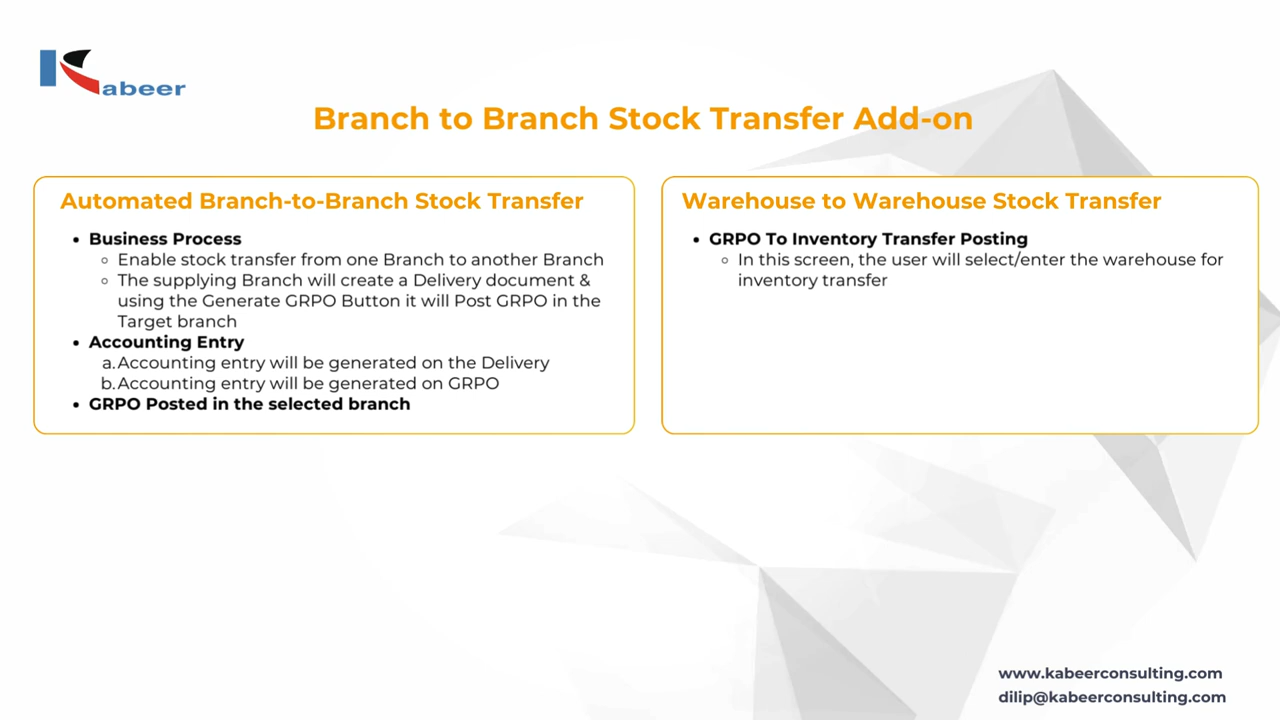 Kabeer
Branch to Branch Stock Transfer Add-on
Automated Branch-to-Branch Stock Transfer
• Business Process
◦ Enable stock transfer from one Branch to another Branch
◦ The supplying Branch will create a Delivery document &
using the Generate GRPO Button it will Post GRPO in the
Target branch
• Accounting Entry
a. Accounting entry will be generated on the Delivery
b. Accounting entry will be generated on GRPO
• GRPO Posted in the selected branch
Warehouse to Warehouse Stock Transfer
• GRPO To Inventory Transfer Posting
◦ In this screen, the user will select/enter the warehouse for
inventory transfer
www.kabeerconsulting.com
dilip@kabeerconsulting.com